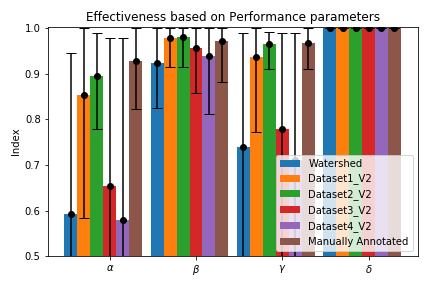 Effectiveness based on Performance parameters
Index
1.0
0.9
0.8
0.7
0.6
0.5
α
β
γ
δ
Watershed
Dataset1_V2
Dataset2_V2
Dataset3_V2
Dataset4_V2
Manually Annotated